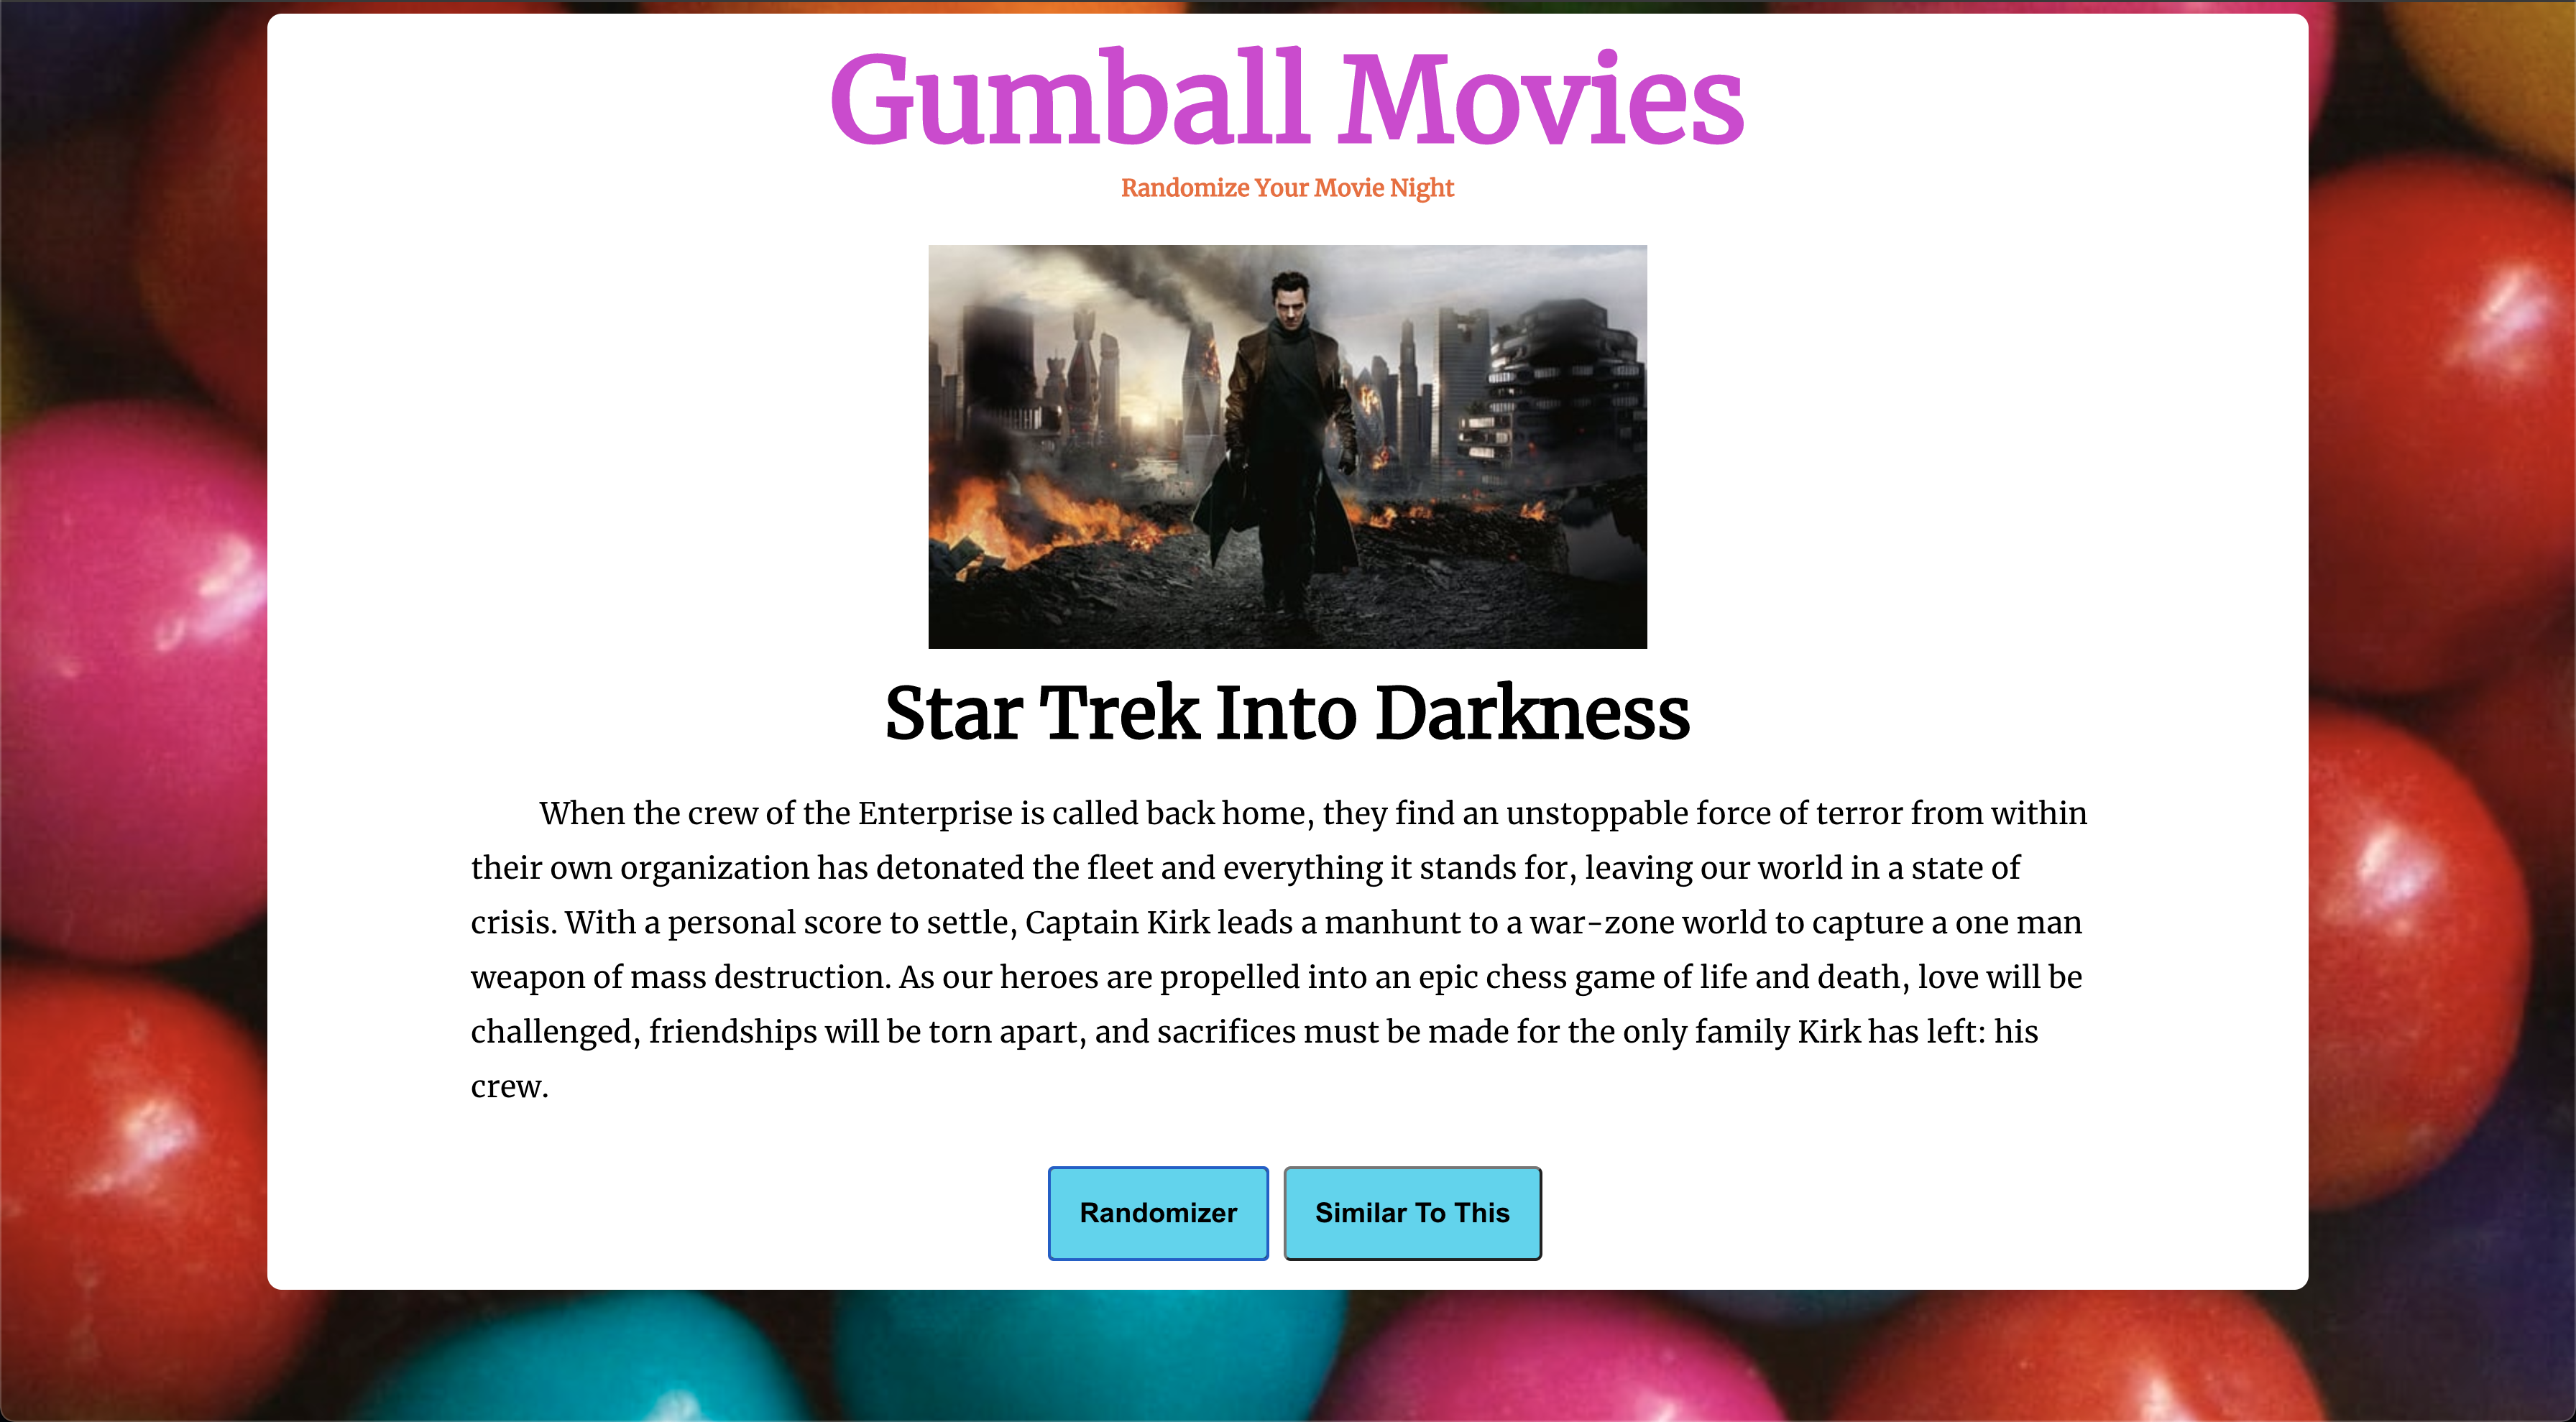 Gumball Movies
Randomize Your Movie Night
Star Trek Into Darkness
When the crew of the Enterprise is called back home, they find an unstoppable force of terror from within
their own organization has detonated the fleet and everything it stands for, leaving our world in a state of
crisis. With a personal score to settle, Captain Kirk leads a manhunt to a war-zone world to capture a one man
weapon of mass destruction. As our heroes are propelled into an epic chess game of life and death, love will be
challenged, friendships will be torn apart, and sacrifices must be made for the only family Kirk has left: his
crew.
Randomizer
Similar To This